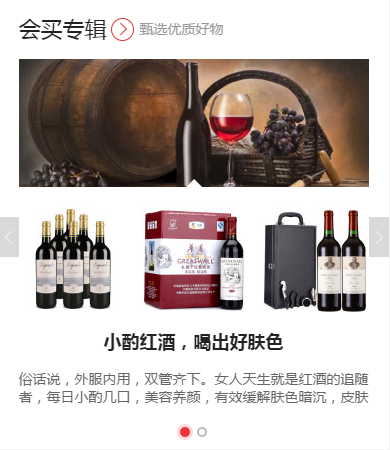 会买专辑 甄选优质好物
GREATWALL
小酌红酒，喝出好肤色
俗话说，外服内用，双管齐下。女人天生就是红酒的追随
者，每日小酌几口，美容养颜，有效缓解肤色暗沉，皮肤